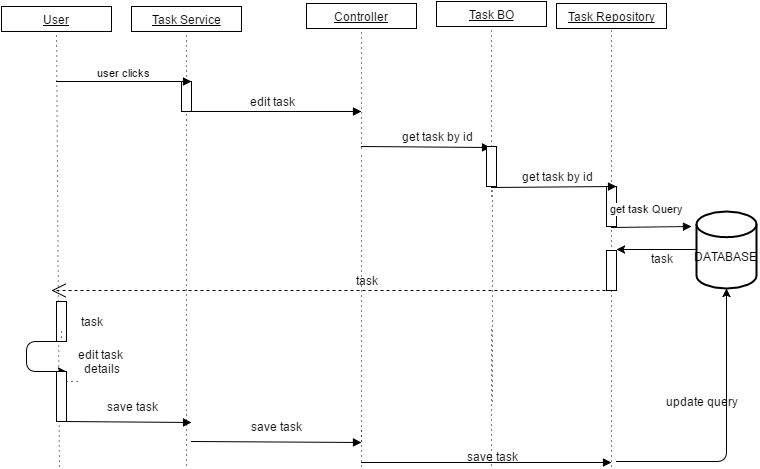 User
Task Service
Controller
Task BO
Task Repository
user clicks
edit task
get task by id
get task by id
get task Query
DATABASE
task
task
task
edit task
details
save task
update query
save task
save task